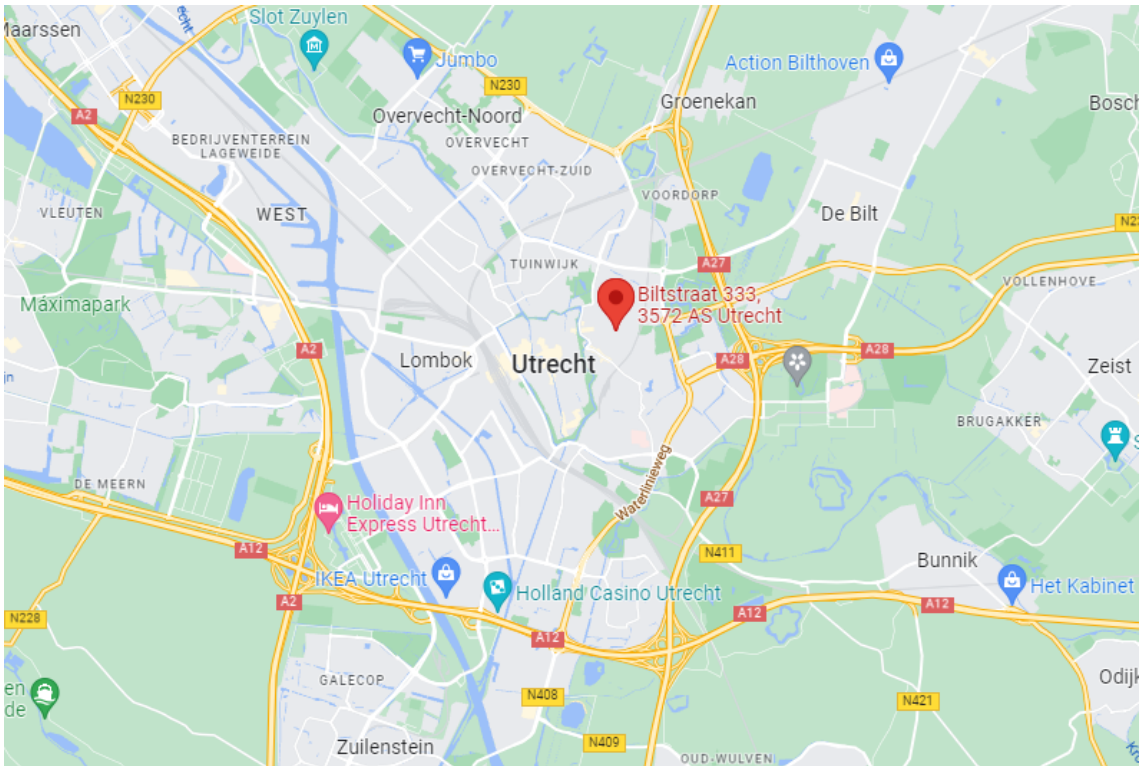 Maarssen
Slot Zuylen
Jumbo
Action Bilthoven
N230
A2
N230
Groenekan
Bosch
BEDRIJVENTERREIN
LAGEWEIDE
Overvecht-Noord
OVERVECHT
OVERVECHT-ZUID
VOORDORP
VLEUTEN
WEST
De Bilt
TUINWIJK
A27
VOLLENHOVE
Máximapark
Biltstraat 333,
3572 AS Utrecht
A2
Lombok
Utrecht
A28
A28
Zeist
BRUGAKKER
Waterlinieweg
DE MEERN
Holiday Inn
Express Utrecht...
A27
A12
N411
Bunnik
IKEA Utrecht
Holland Casino Utrecht
Het Kabinet
A2
A12
A12
N228
A12
GALECOP
N408
N421
Odijk
en
de
Zuilenstein
N409
OUD-WULVEN